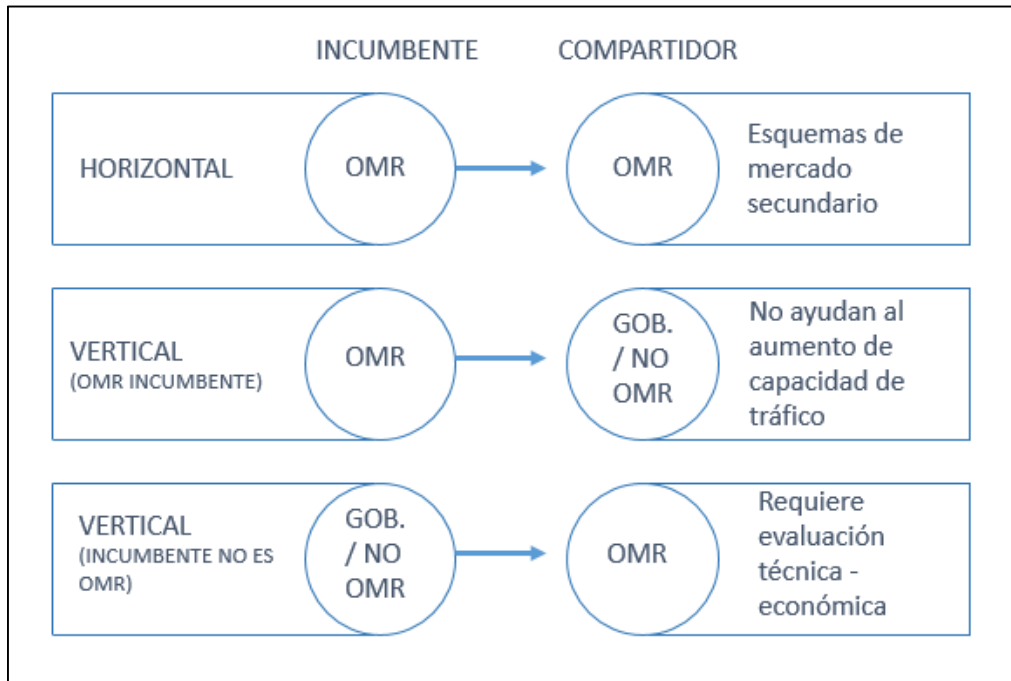 INCUMBENTE COMPARTIDOR
HORIZONTAL
OMR
OMR
Esquemas de
mercado
secundario
VERTICAL
(OMR INCUMBENTE)
OMR
GOB.
/ NO
OMR
No ayudan al
aumento de
capacidad de
tráfico
VERTICAL
(INCUMBENTE NO ES
OMR)
GOB.
/ NO
OMR
OMR
Requiere
evaluación
técnica -
económica